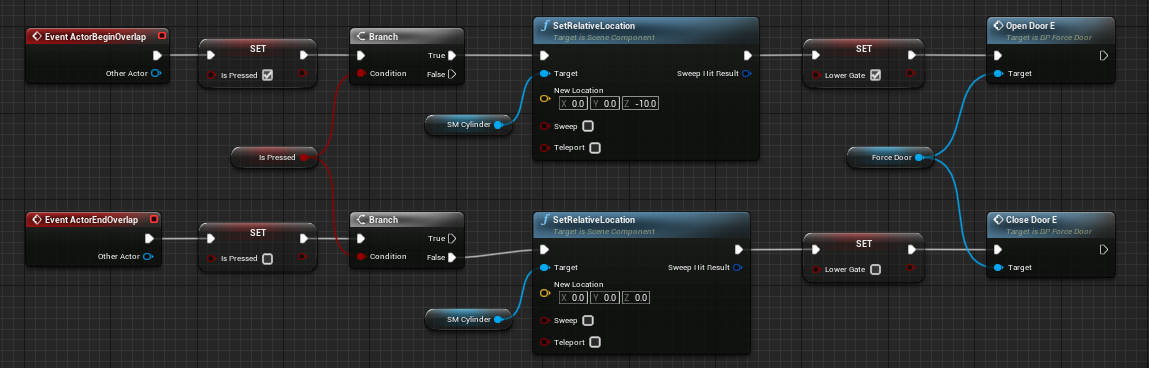 Event ActorBeginOverlap
Other Actor
SET
Is Pressed
Branch
True
Condition
False
SetRelativeLocation
Target is Scene Component
Target
Sweep Hit Result
New Location
X 0.0 Y 0.0 Z -10.0
Sweep
Teleport
SM Cylinder
SET
Lower Gate
Open Door E
Target is BP Force Door
Target
Is Pressed
Force Door
Event ActorEndOverlap
Other Actor
SET
Is Pressed
Branch
True
Condition
False
SetRelativeLocation
Target is Scene Component
Target
Sweep Hit Result
New Location
X 0.0 Y 0.0 Z 0.0
Sweep
Teleport
SM Cylinder
SET
Lower Gate
Close Door E
Target is BP Force Door
Target